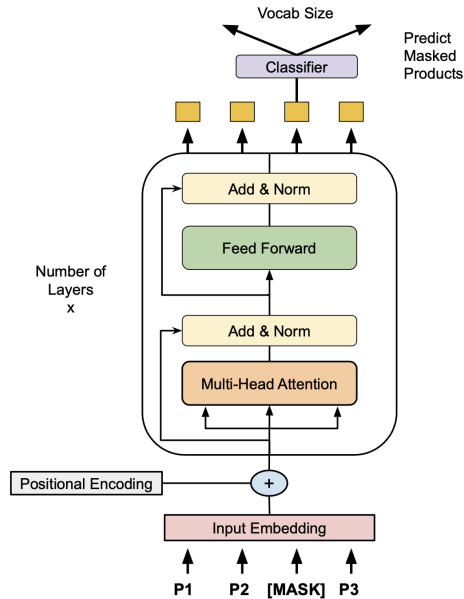 Vocab Size
Predict
Masked
Products
Classifier
Add & Norm
Feed Forward
Number of
Layers
x
Add & Norm
Multi-Head Attention
Positional Encoding
+
Input Embedding
P1 P2 [MASK] P3